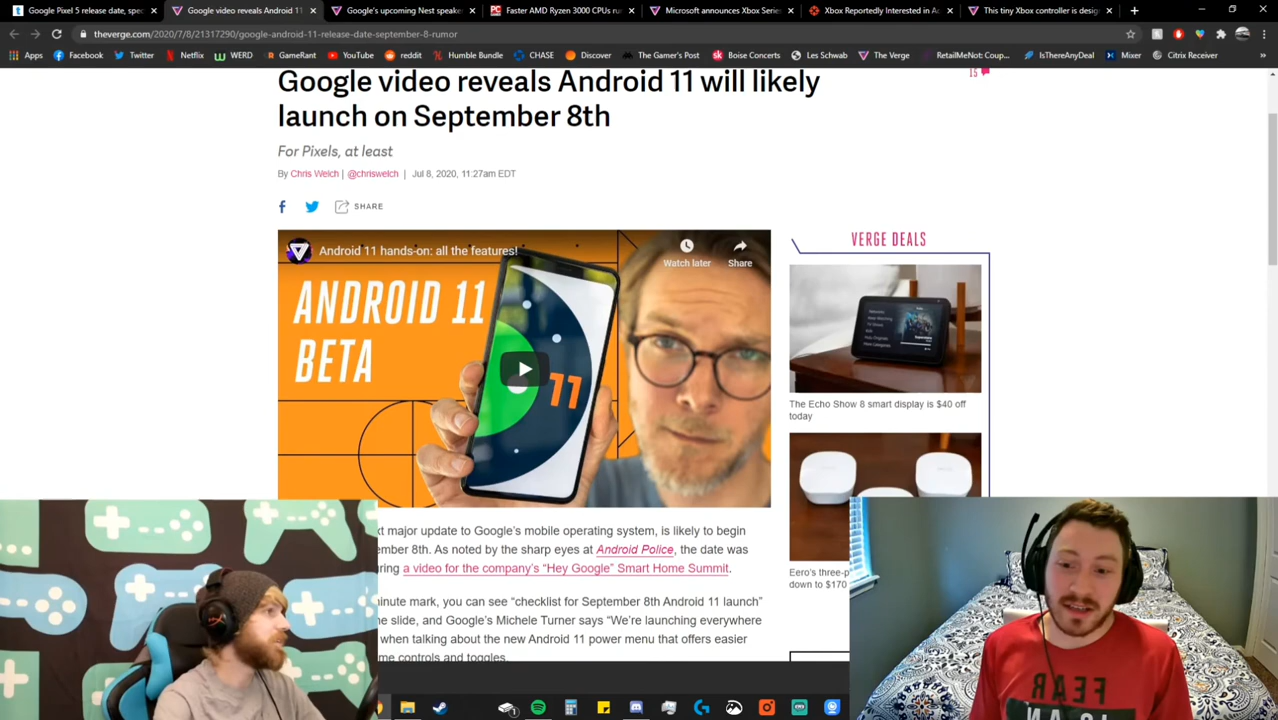 Google Pixel 5 release date, spec
Google video reveals Android 11
Google's upcoming Nest speaker
Faster AMD Ryzen 3000 CPUs ru
Microsoft announces Xbox Serie
Xbox Reportedly Interested in A
This tiny Xbox controller is desig
theverge.com/2020/7/8/21317290/google-android-11-release-date-september-8-rumor
Apps Facebook Twitter Netflix WERD GameRant YouTube reddit Humble Bundle CHASE Discover The Gamer's Post Boise Concerts Les Schwab The Verge RetailMeNot: Coup... IsThereAnyDeal Mixer Citrix Receiver
Google video reveals Android 11 will likely
launch on September 8th
15
For Pixels, at least
By Chris Welch | @chriswelch | Jul 8, 2020, 11:27am EDT
SHARE
Android 11 hands-on: all the features!
Watch later
Share
ANDROID 11
BETA
11
VERGE DEALS
The Echo Show 8 smart display is $40 off
today
Eero's three-p
down to $170
xt major update to Google's mobile operating system, is likely to begin
ember 8th. As noted by the sharp eyes at Android Police, the date was
uring a video for the company's "Hey Google" Smart Home Summit.
minute mark, you can see "checklist for September 8th Android 11 launch"
he slide, and Google's Michele Turner says "We're launching everywhere
when talking about the new Android 11 power menu that offers easier
me controls and toggles.
FEAR